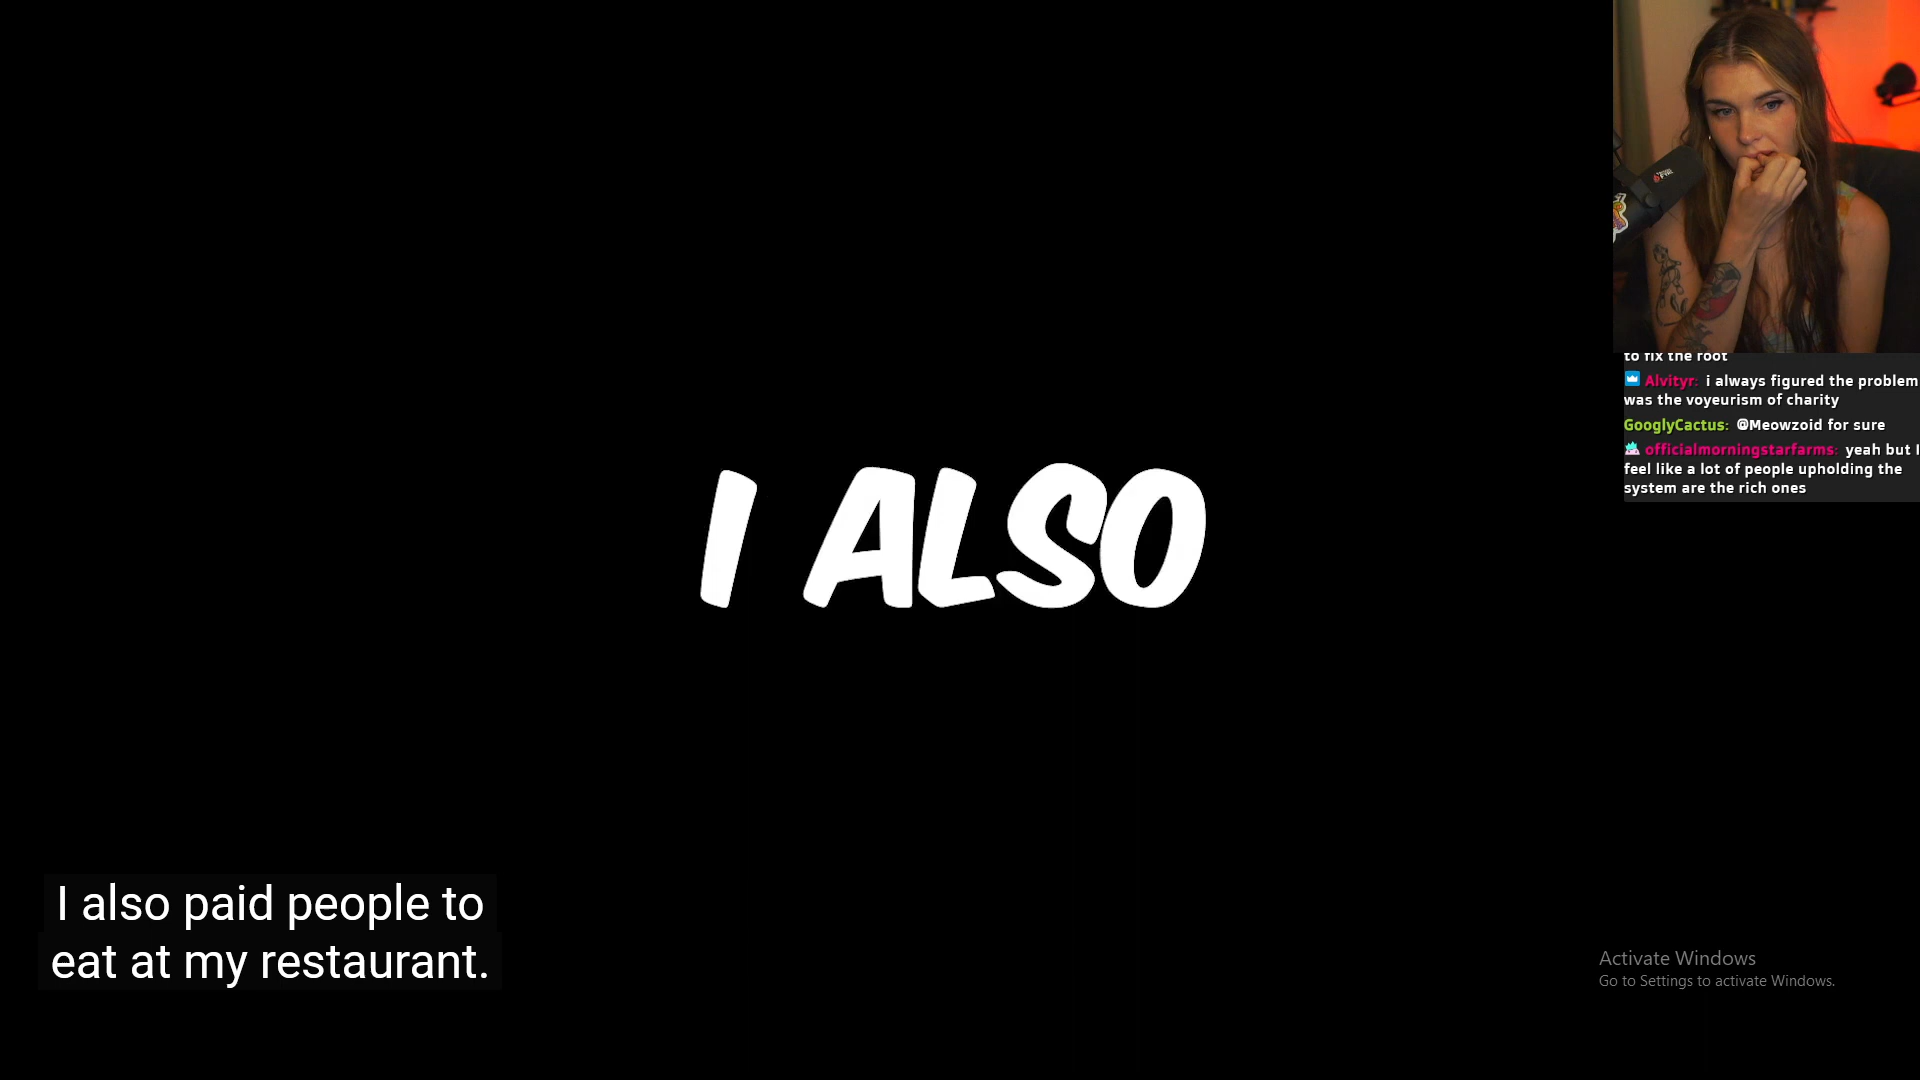 to fix the root
Alvityr: i always figured the problem
was the voyeurism of charity
GooglyCactus: @Meowzoid for sure
officialmorningstarfarms: yeah but I
feel like a lot of people upholding the
system are the rich ones
I ALSO
I also paid people to
eat at my restaurant.
Activate Windows
Go to Settings to activate Windows.